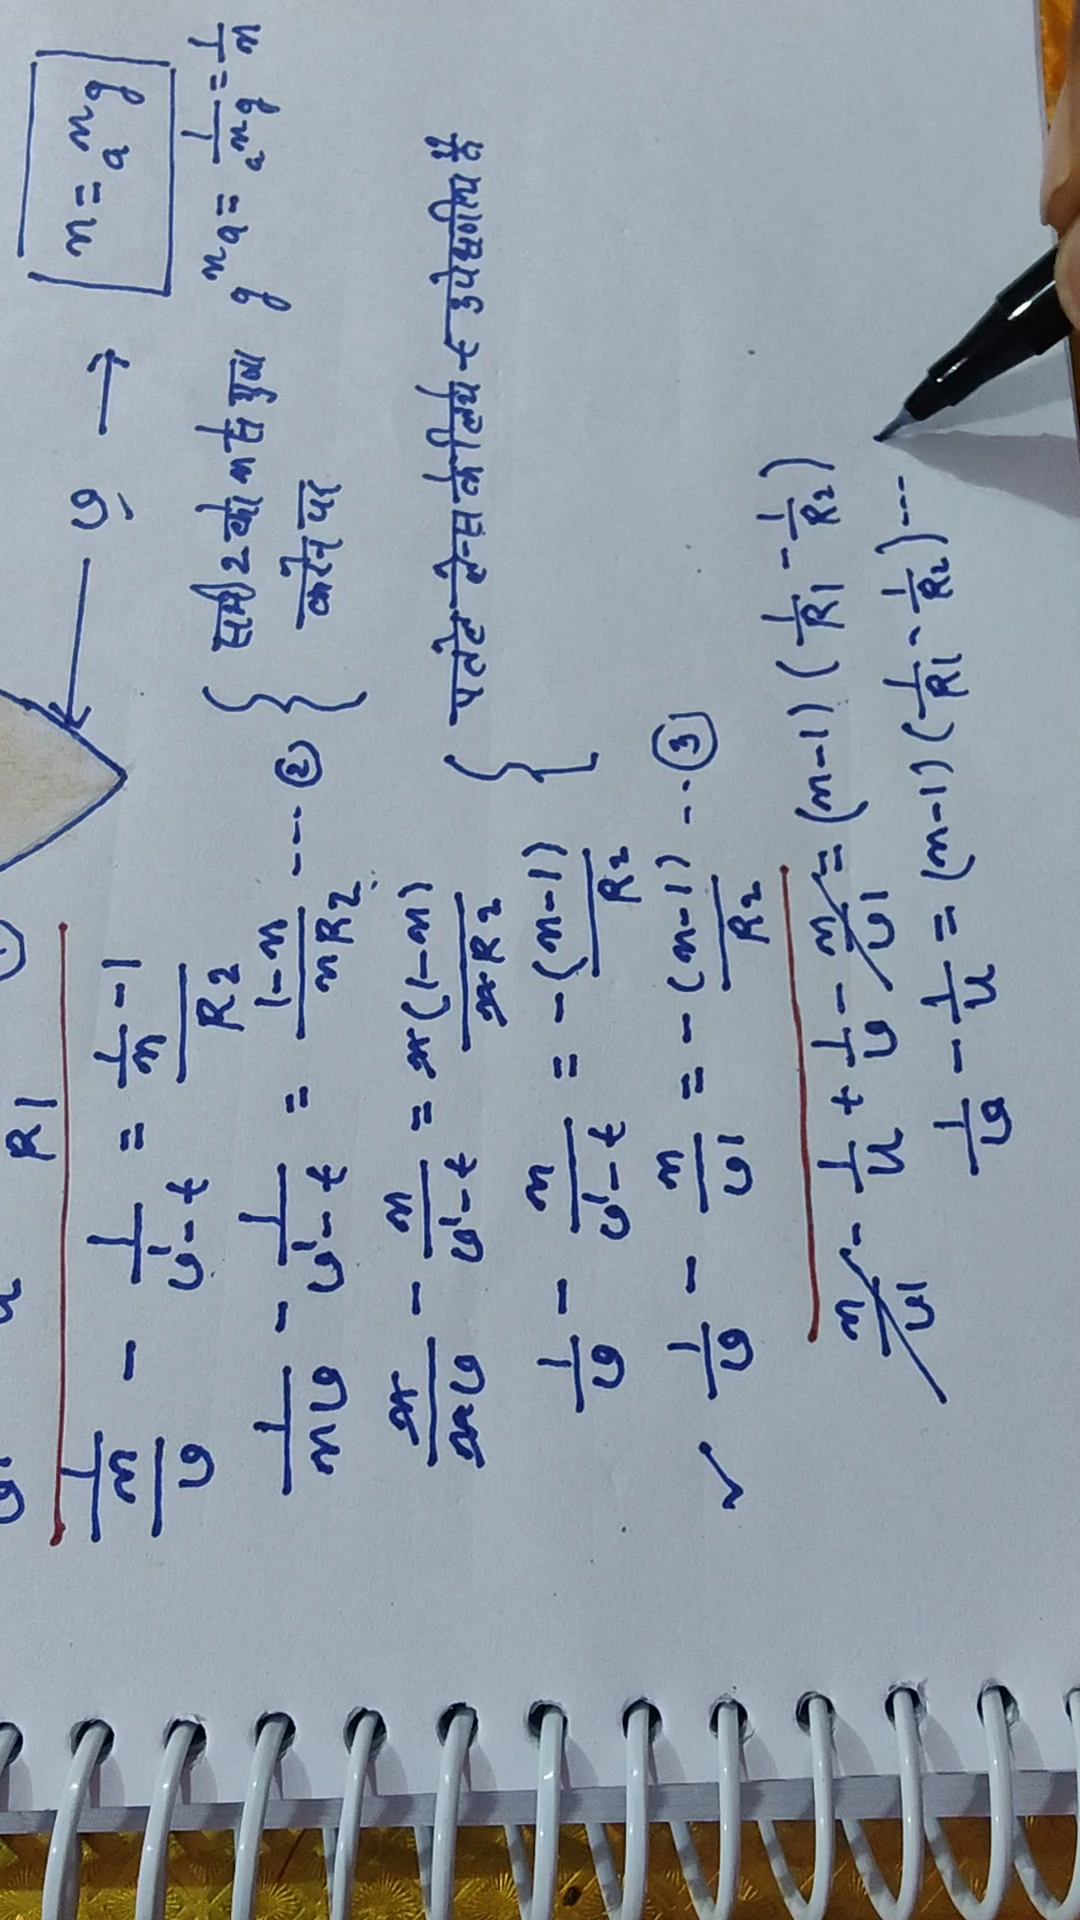 R1
n = ₐng
g
(1/n)/v - 1/(v'-t) = (1/n - 1)/R2
gna = 1/ₐng = 1/n
1/nv - 1/(v'-t) = (1-n)/nR2 --- ②
{ समी 2 को n से गुणा
करने पर }
n/nv - n/(v'-t) = n(1-n)/nR2
{ पतले लेन्स के लिये t उपेक्षणीय है }
1/v - n/(v'-t) = -(n-1)/R2
✓ 1/v - n/v' = -(n-1)/R2 --- ③
n/v' - 1/u + 1/v - n/v' = (n-1) (1/R1 - 1/R2)
1/v - 1/u = (n-1) (1/R1 - 1/R2) ---